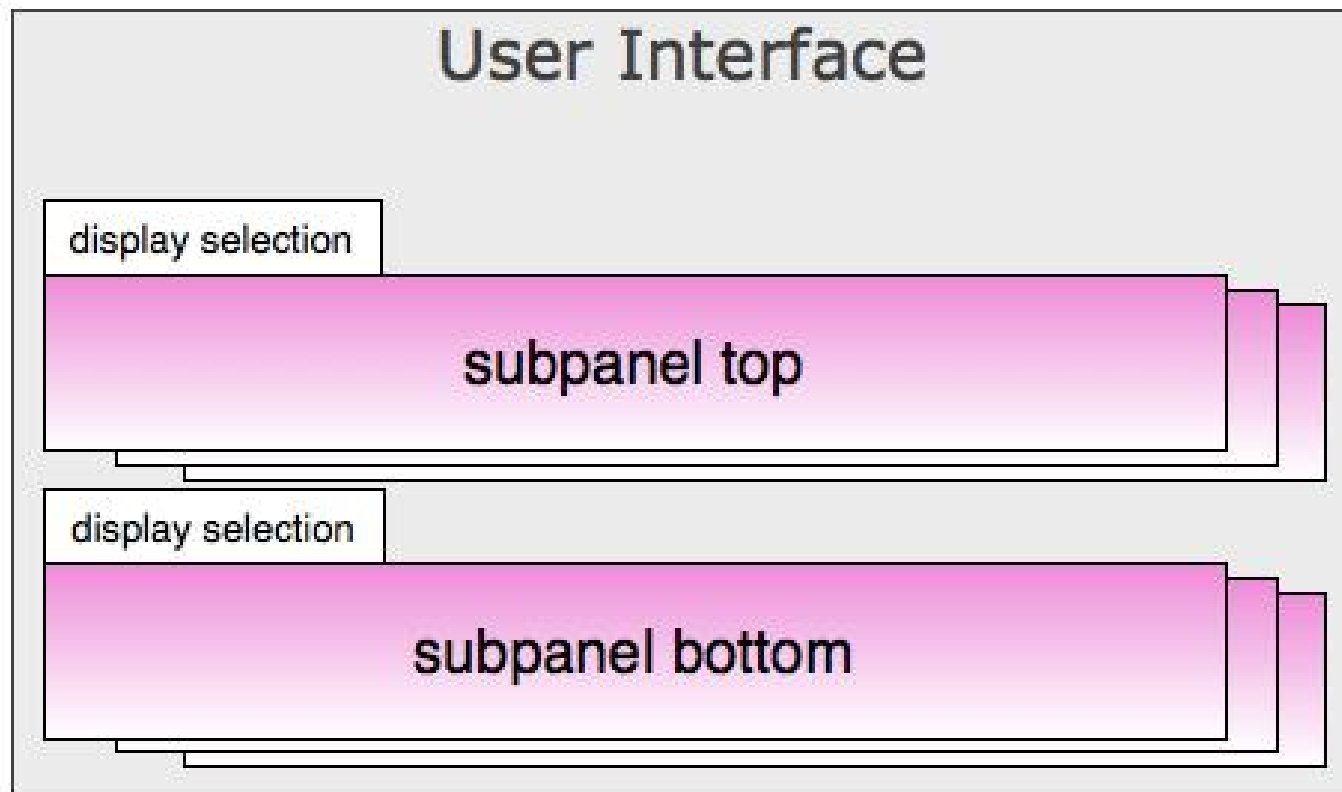 User Interface
display selection
subpanel top
display selection
subpanel bottom